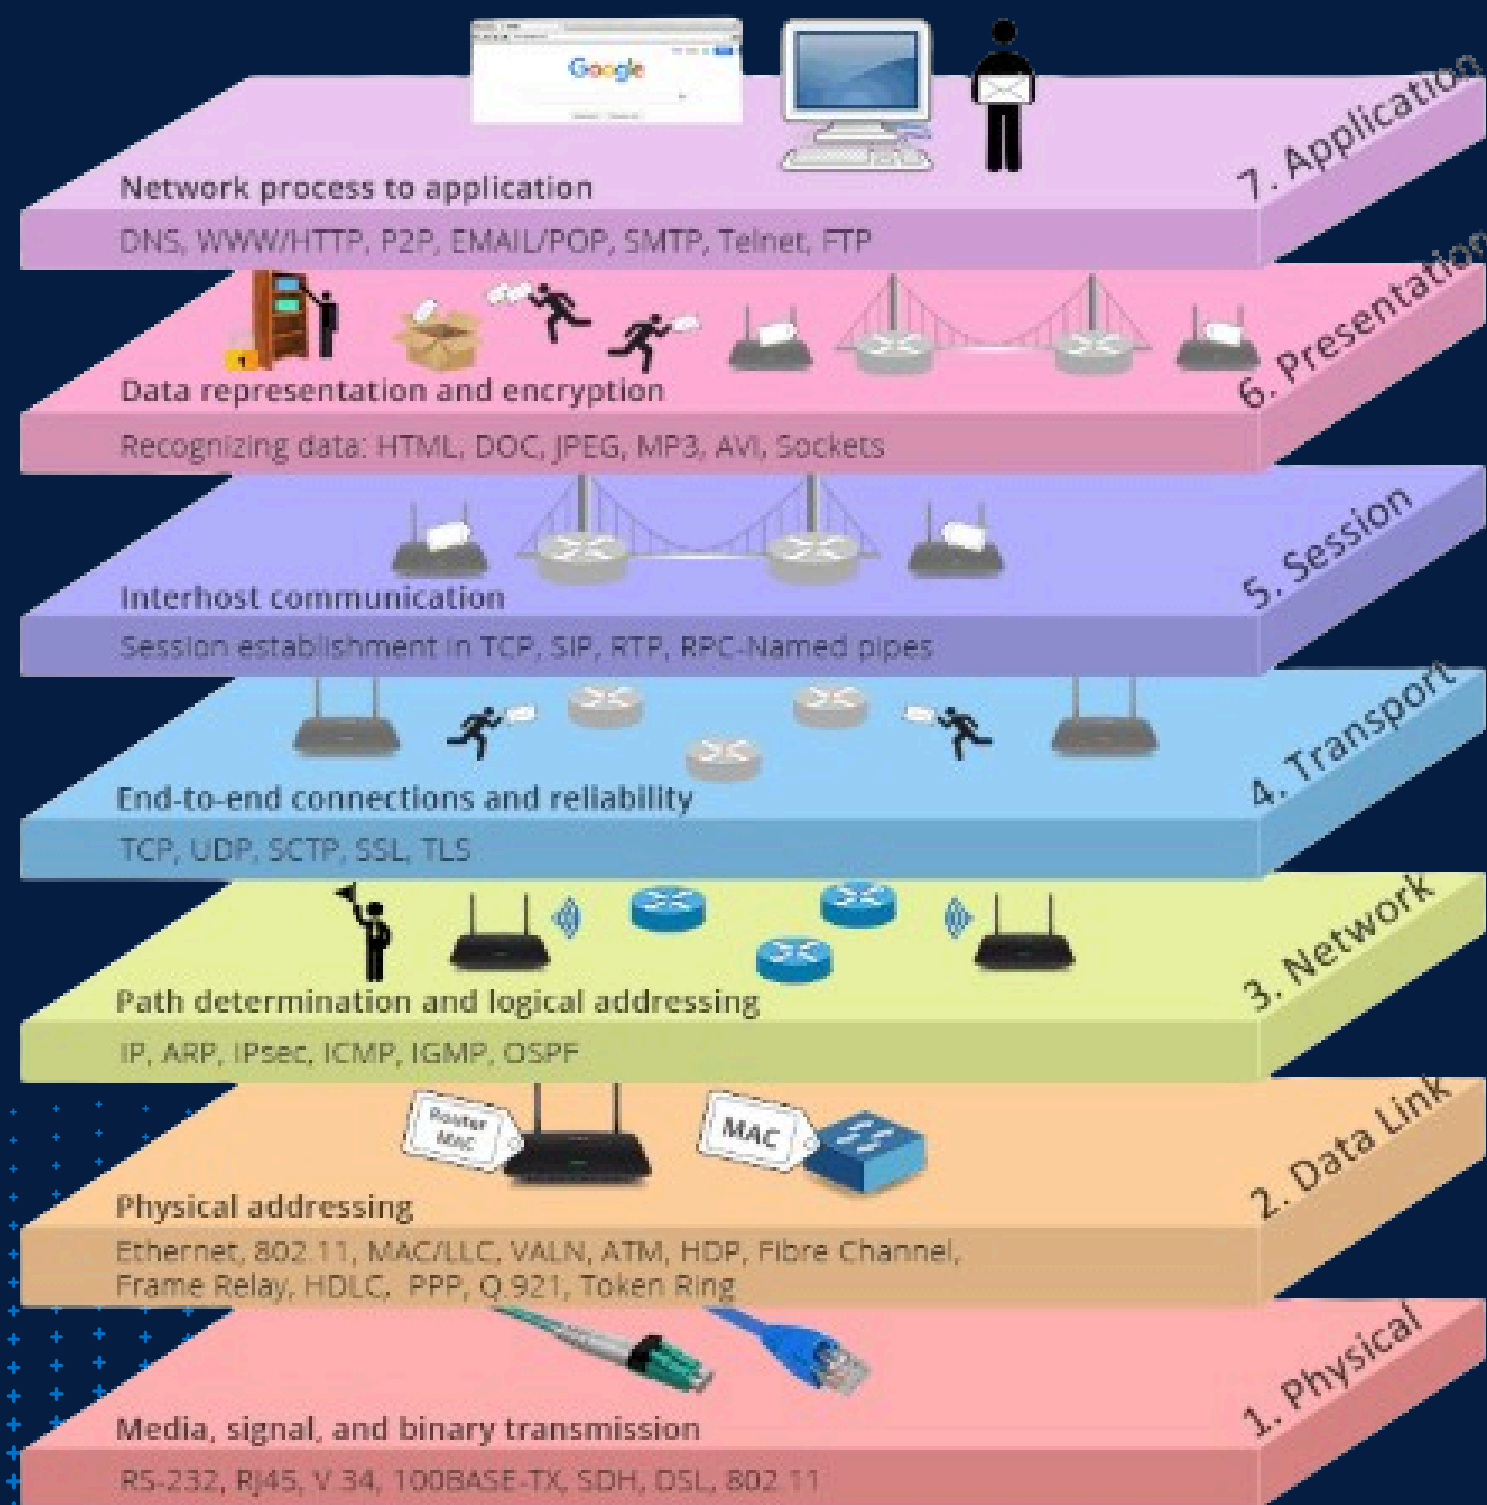 Google
7. Application
Network process to application
DNS, WWW/HTTP, P2P, EMAIL/POP, SMTP, Telnet, FTP
6. Presentation
Data representation and encryption
Recognizing data: HTML, DOC, JPEG, MP3, AVI, Sockets
5. Session
Interhost communication
Session establishment in TCP, SIP, RTP, RPC-Named pipes
4. Transport
End-to-end connections and reliability
TCP, UDP, SCTP, SSL, TLS
3. Network
Path determination and logical addressing
IP, ARP, IPsec, ICMP, IGMP, OSPF
Router
MAC
MAC
2. Data Link
Physical addressing
Ethernet, 802.11, MAC/LLC, VALN, ATM, HDP, Fibre Channel,
Frame Relay, HDLC, PPP, Q.921, Token Ring
1. Physical
Media, signal, and binary transmission
RS-232, RJ45, V.34, 100BASE-TX, SDH, DSL, 802.11